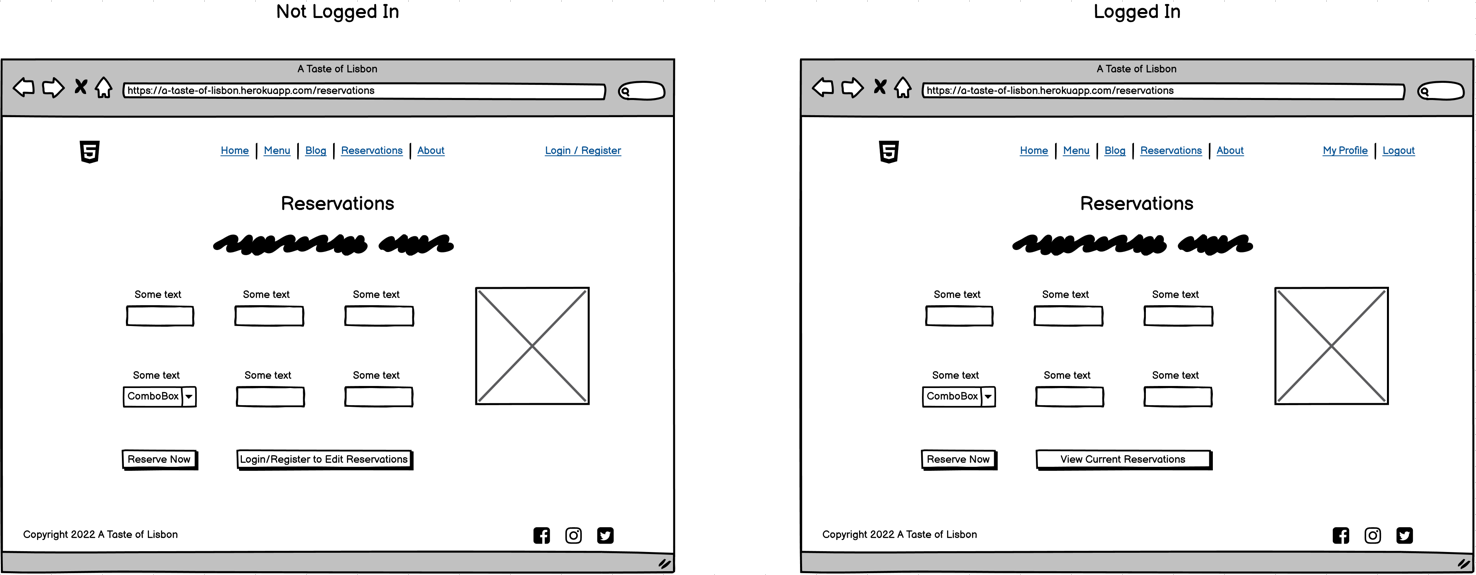 Not Logged In
A Taste of Lisbon
https://a-taste-of-lisbon.herokuapp.com/reservations
5
Home | Menu | Blog | Reservations | About
Login / Register
Reservations
Some text Some text Some text
Some text Some text Some text
ComboBox
Reserve Now
Login/Register to Edit Reservations
Copyright 2022 A Taste of Lisbon
Logged In
A Taste of Lisbon
https://a-taste-of-lisbon.herokuapp.com/reservations
5
Home | Menu | Blog | Reservations | About
My Profile | Logout
Reservations
Some text Some text Some text
Some text Some text Some text
ComboBox
Reserve Now
View Current Reservations
Copyright 2022 A Taste of Lisbon